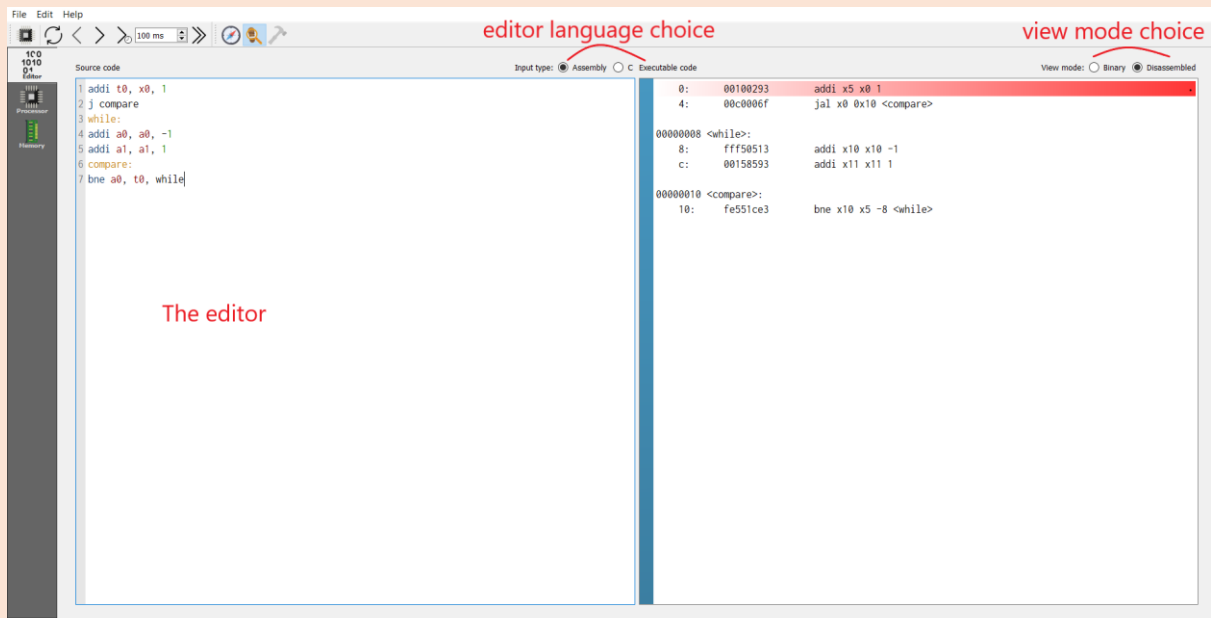 File Edit Help
100 ms
editor language choice
view mode choice
Editor
Processor
Memory
Source code
Input type: Assembly C
Executable code
View mode: Binary Disassembled
1 addi t0, x0, 1
2 j compare
3 while:
4 addi a0, a0, -1
5 addi a1, a1, 1
6 compare:
7 bne a0, t0, while
The editor
0: 00100293 addi x5 x0 1
4: 00c0006f jal x0 0x10 <compare>
00000008 <while>:
8: fff50513 addi x10 x10 -1
c: 00158593 addi x11 x11 1
00000010 <compare>:
10: fe551ce3 bne x10 x5 -8 <while>